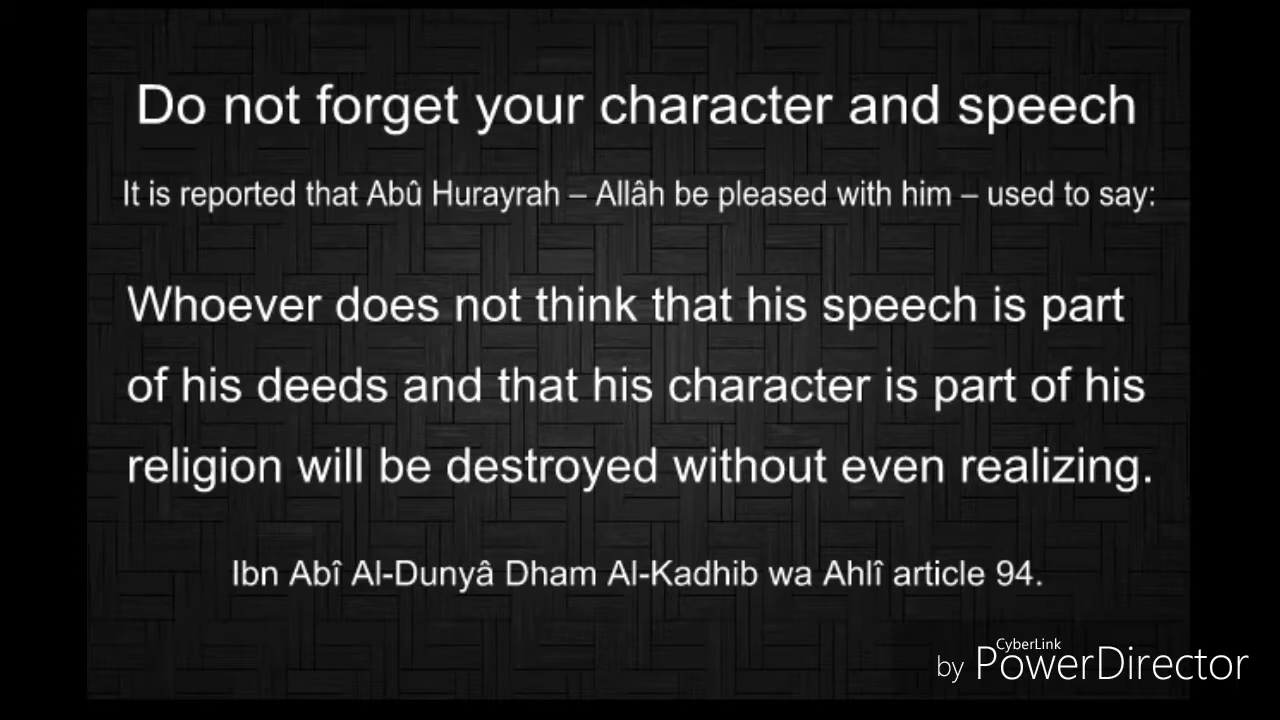 Do not forget your character and speech
It is reported that Abû Hurayrah – Allâh be pleased with him – used to say:
Whoever does not think that his speech is part
of his deeds and that his character is part of his
religion will be destroyed without even realizing.
Ibn Abî Al-Dunyâ Dham Al-Kadhib wa Ahlî article 94.
CyberLink
by PowerDirector